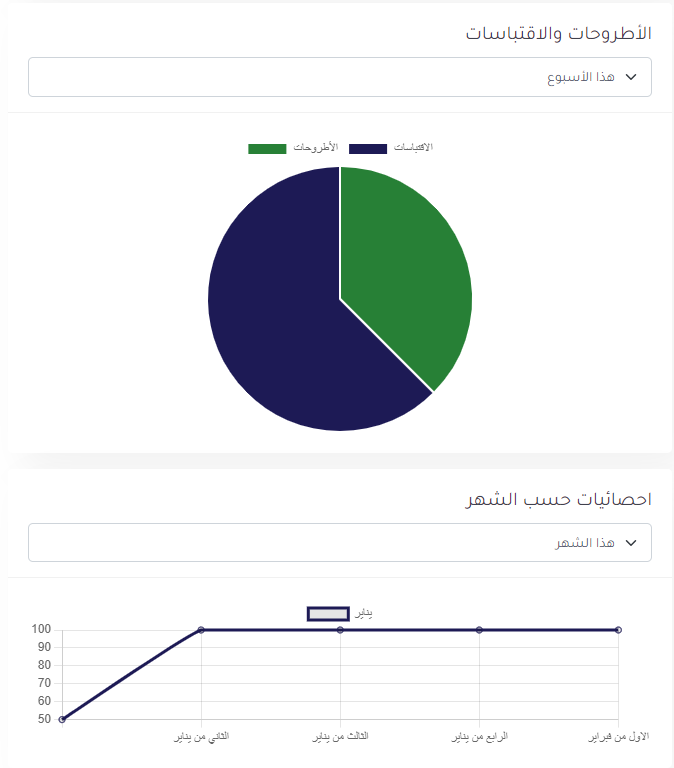 الأطروحات والاقتباسات
هذا الأسبوع
الاقتباسات
الأطروحات
احصائيات حسب الشهر
هذا الشهر
يناير
100
90
80
70
60
50
الثاني من يناير
الثالث من يناير
الرابع من يناير
الاول من فبراير